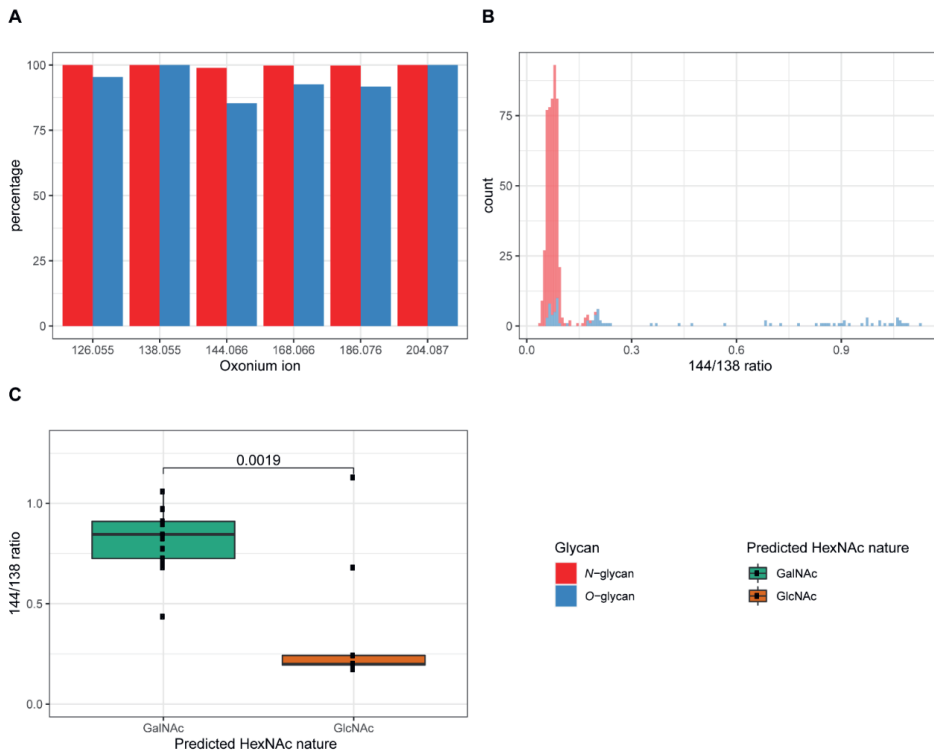 A
100
75
50
25
0
percentage
126.055 138.055 144.066 168.066 186.076 204.087
Oxonium ion
B
75
50
25
0
count
0.0 0.3 0.6 0.9
144/138 ratio
C
0.0019
1.0
0.5
0.0
144/138 ratio
GalNAc GlcNAc
Predicted HexNAc nature
Glycan
N−glycan
O−glycan
Predicted HexNAc nature
GalNAc
GlcNAc